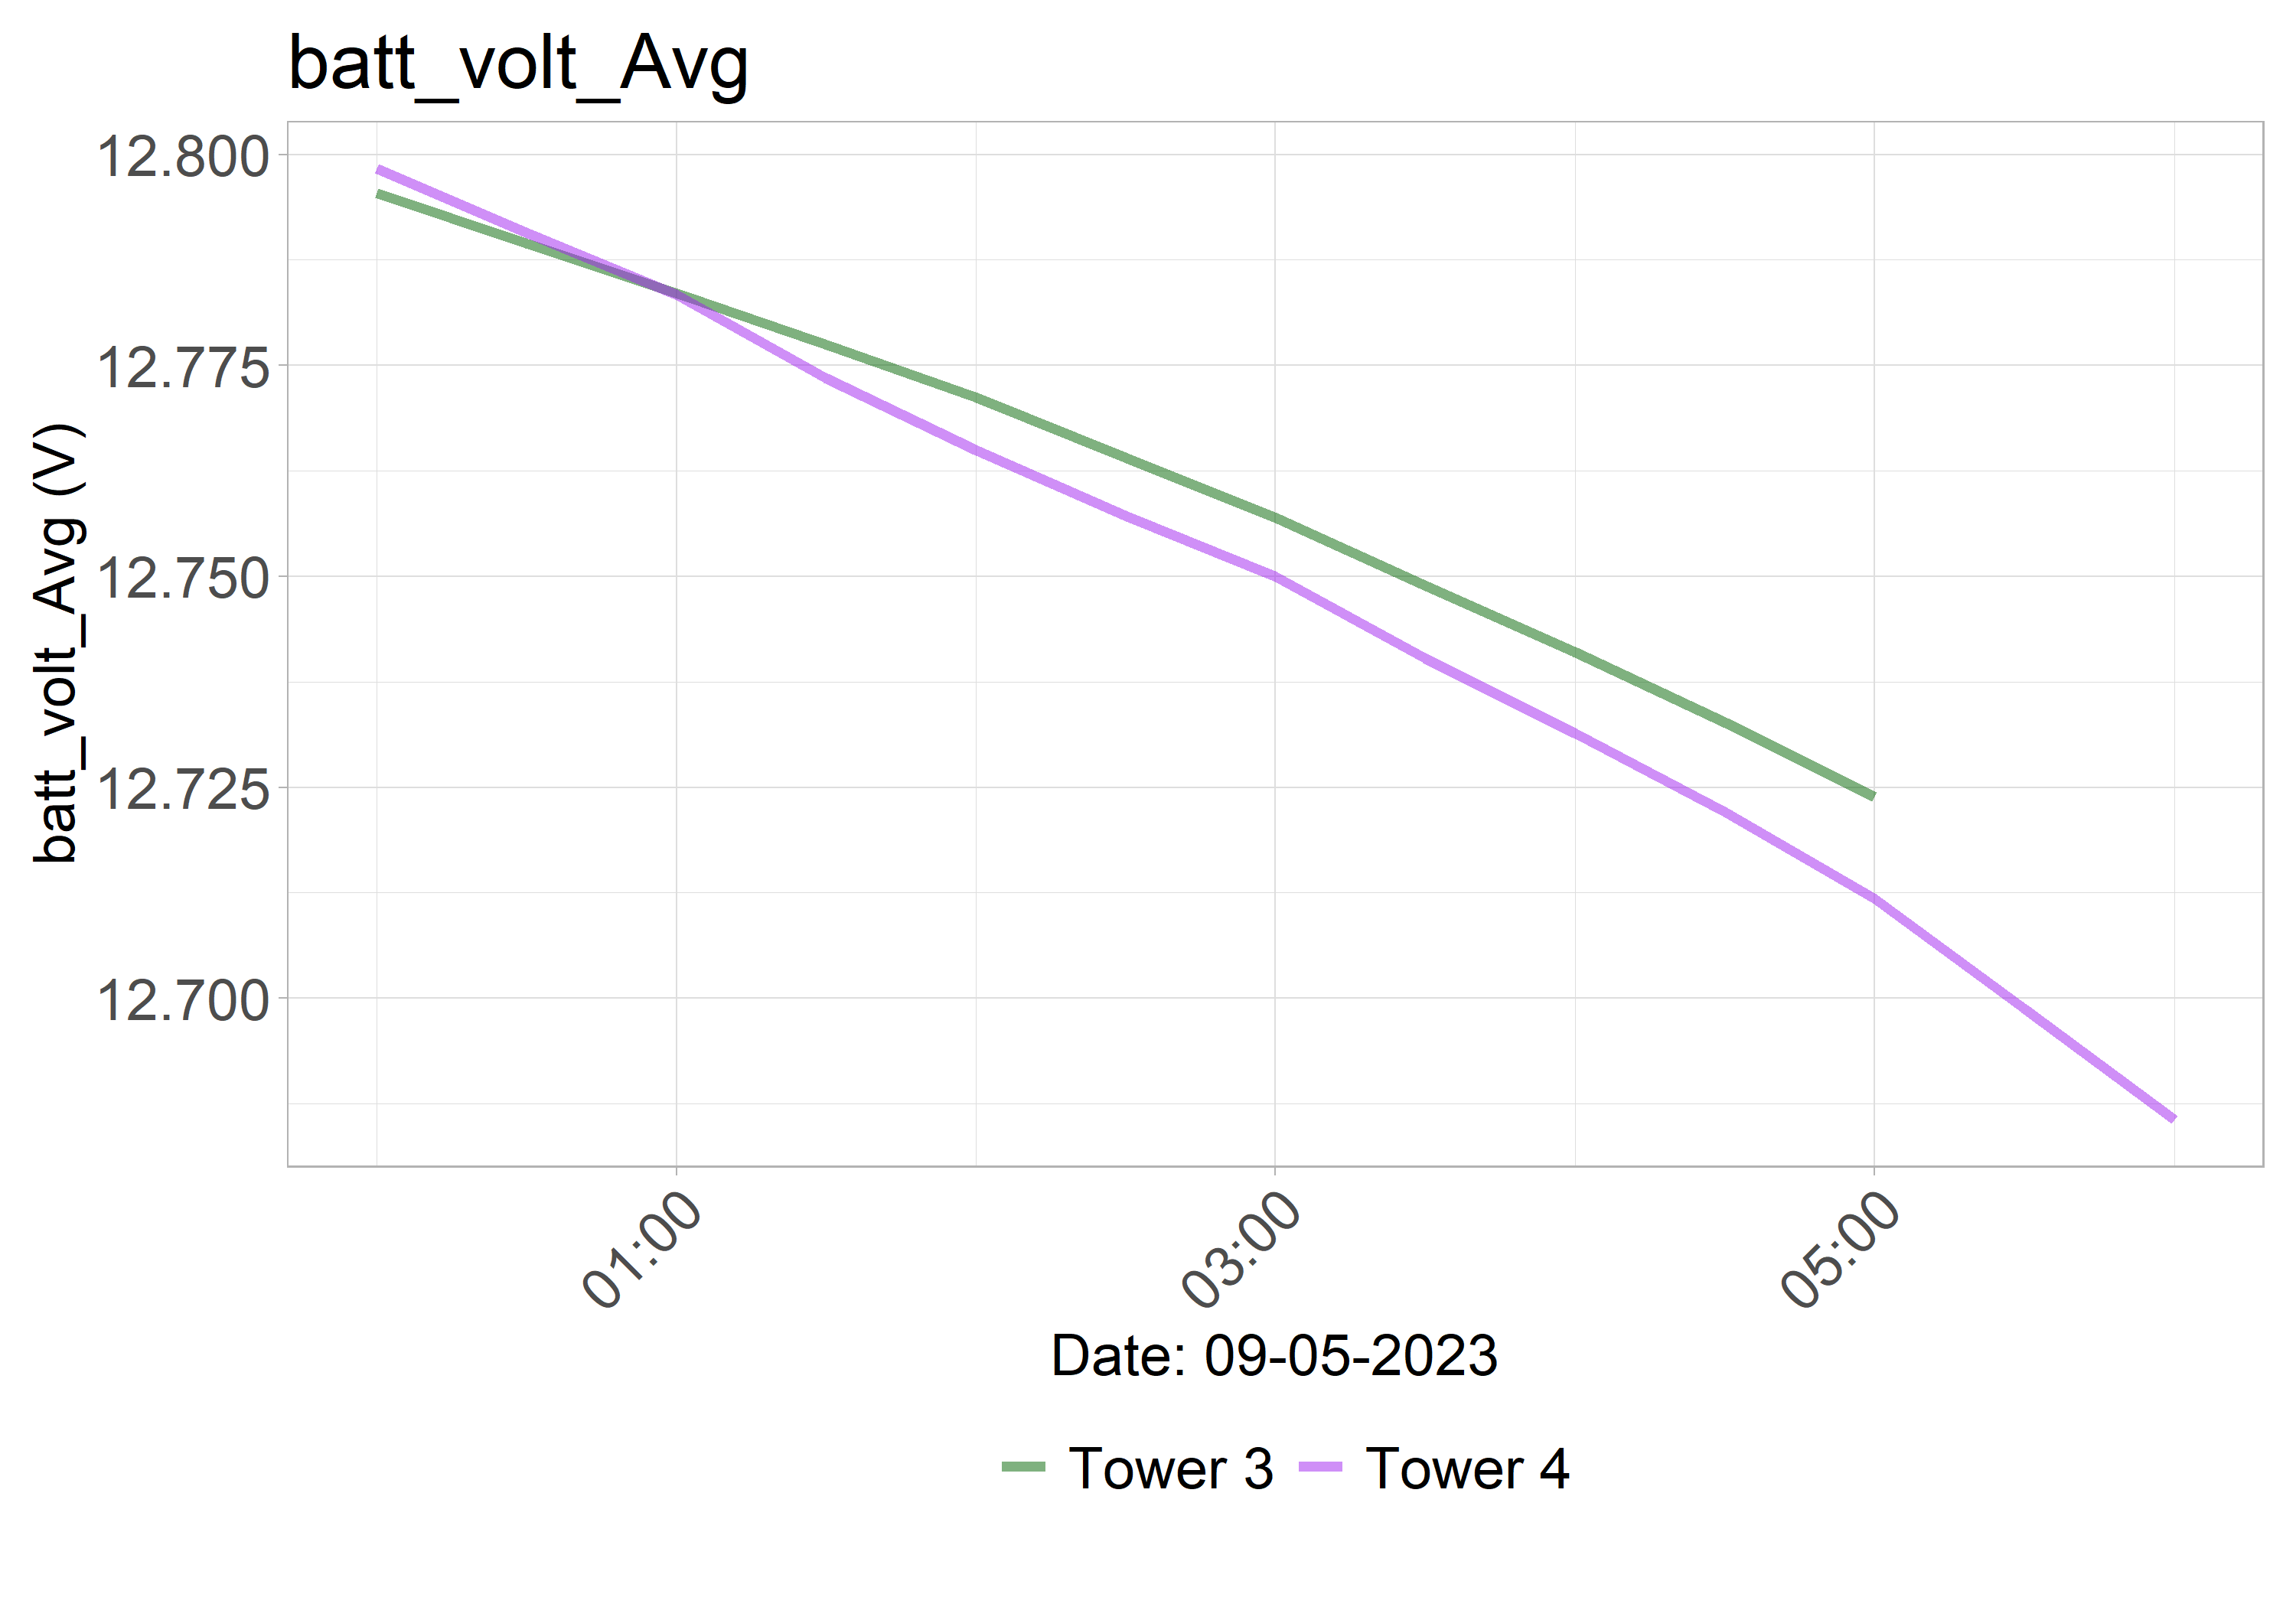 batt_volt_Avg
batt_volt_Avg (V)
12.800
12.775
12.750
12.725
12.700
01:00
03:00
05:00
Date: 09-05-2023
Tower 3
Tower 4